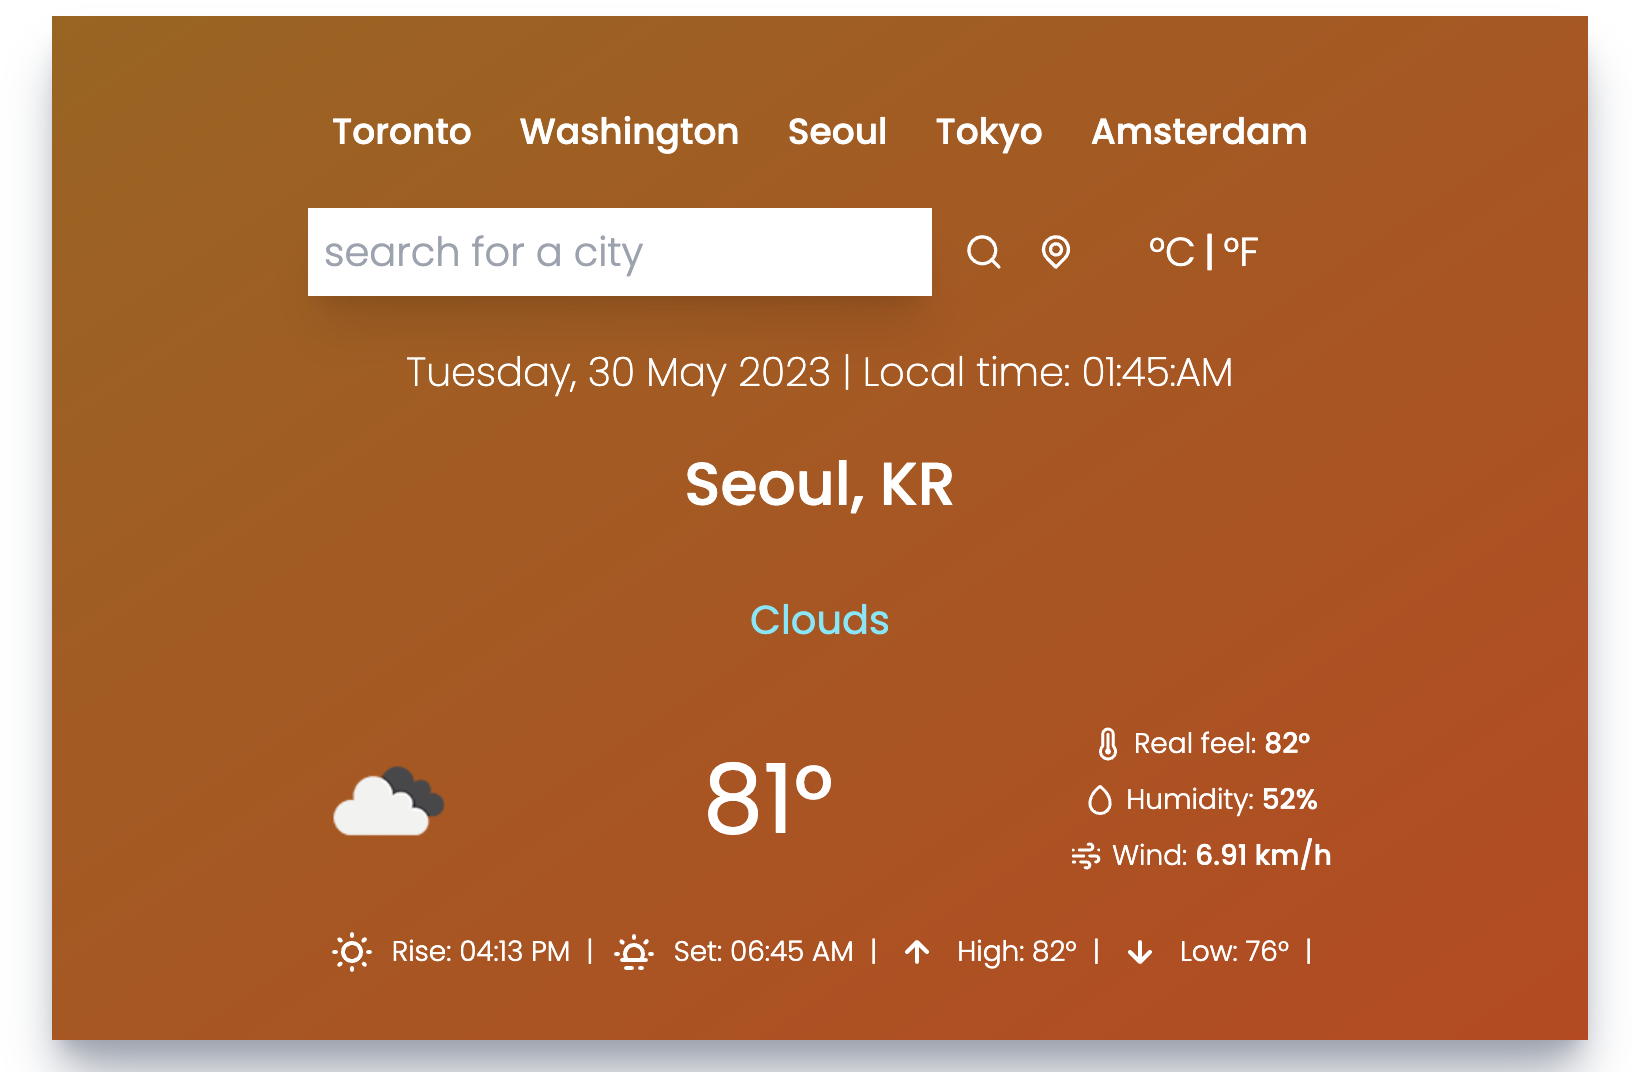 Toronto Washington Seoul Tokyo Amsterdam
search for a city °C | °F
Tuesday, 30 May 2023 | Local time: 01:45:AM
Seoul, KR
Clouds
Real feel: 82°
81°
Humidity: 52%
Wind: 6.91 km/h
Rise: 04:13 PM | Set: 06:45 AM | High: 82° | Low: 76° |